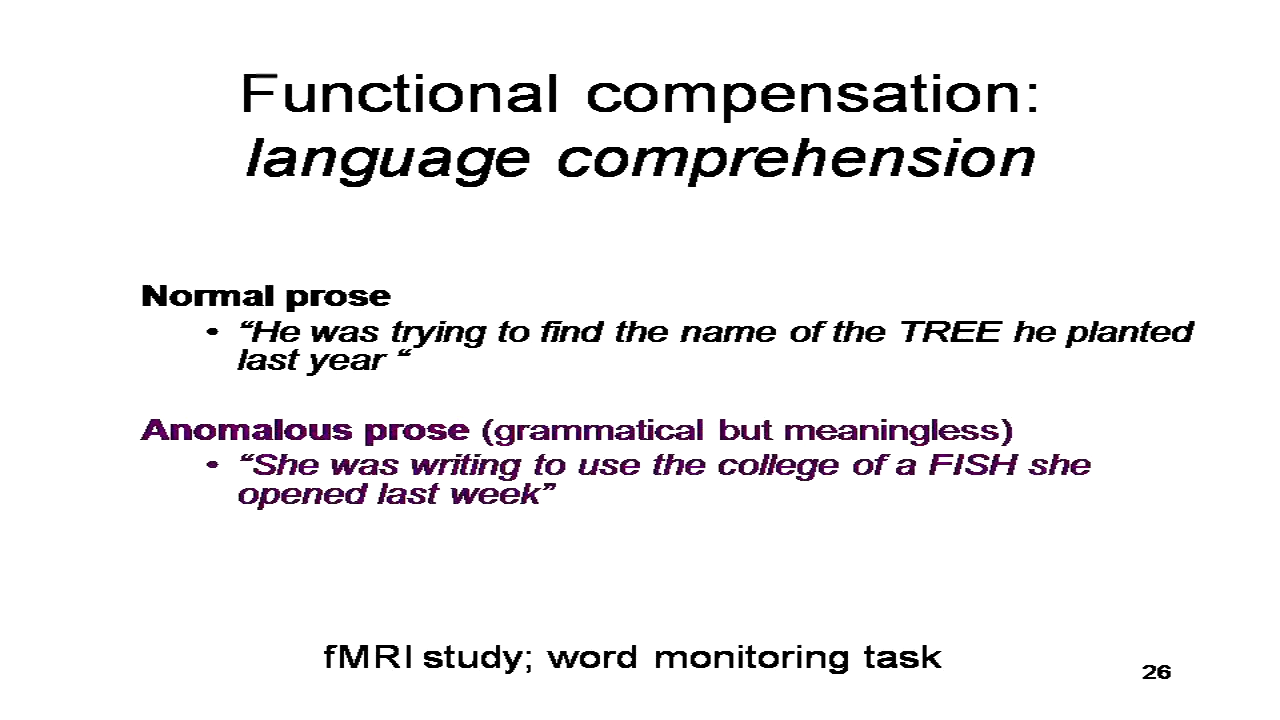 Functional compensation:
language comprehension
Normal prose
• “He was trying to find the name of the TREE he planted
last year “
Anomalous prose (grammatical but meaningless)
• “She was writing to use the college of a FISH she
opened last week”
fMRI study; word monitoring task
26